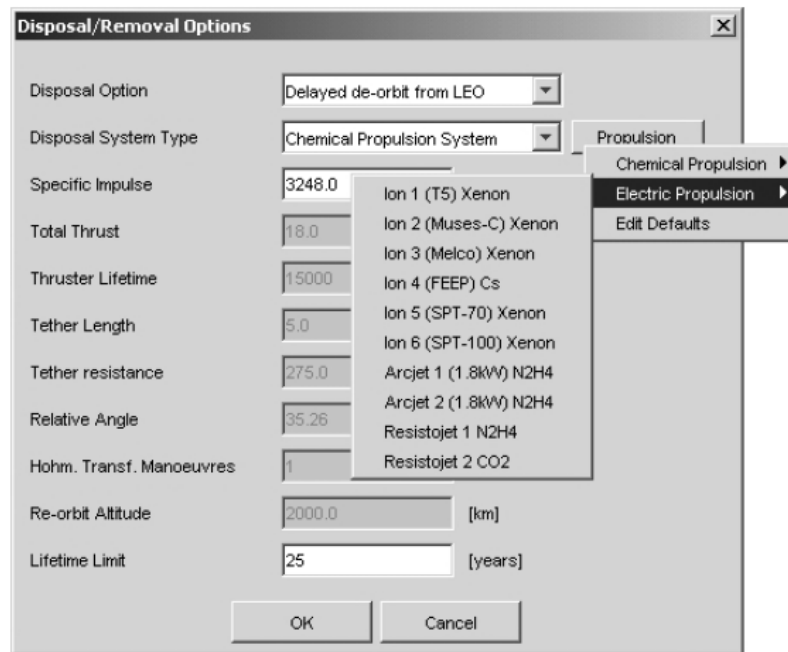 Disposal/Removal Options
Disposal Option
Delayed de-orbit from LEO
Disposal System Type
Chemical Propulsion System
Propulsion
Chemical Propulsion
Electric Propulsion
Edit Defaults
Specific Impulse
3248.0
Ion 1 (T5) Xenon
Ion 2 (Muses-C) Xenon
Ion 3 (Melco) Xenon
Ion 4 (FEEP) Cs
Ion 5 (SPT-70) Xenon
Ion 6 (SPT-100) Xenon
Arcjet 1 (1.8kW) N2H4
Arcjet 2 (1.8kW) N2H4
Resistojet 1 N2H4
Resistojet 2 CO2
Total Thrust
18.0
Thruster Lifetime
15000
Tether Length
5.0
Tether resistance
275.0
Relative Angle
35.26
Hohm. Transf. Manoeuvres
1
Re-orbit Altitude
2000.0
[km]
Lifetime Limit
25
[years]
OK
Cancel